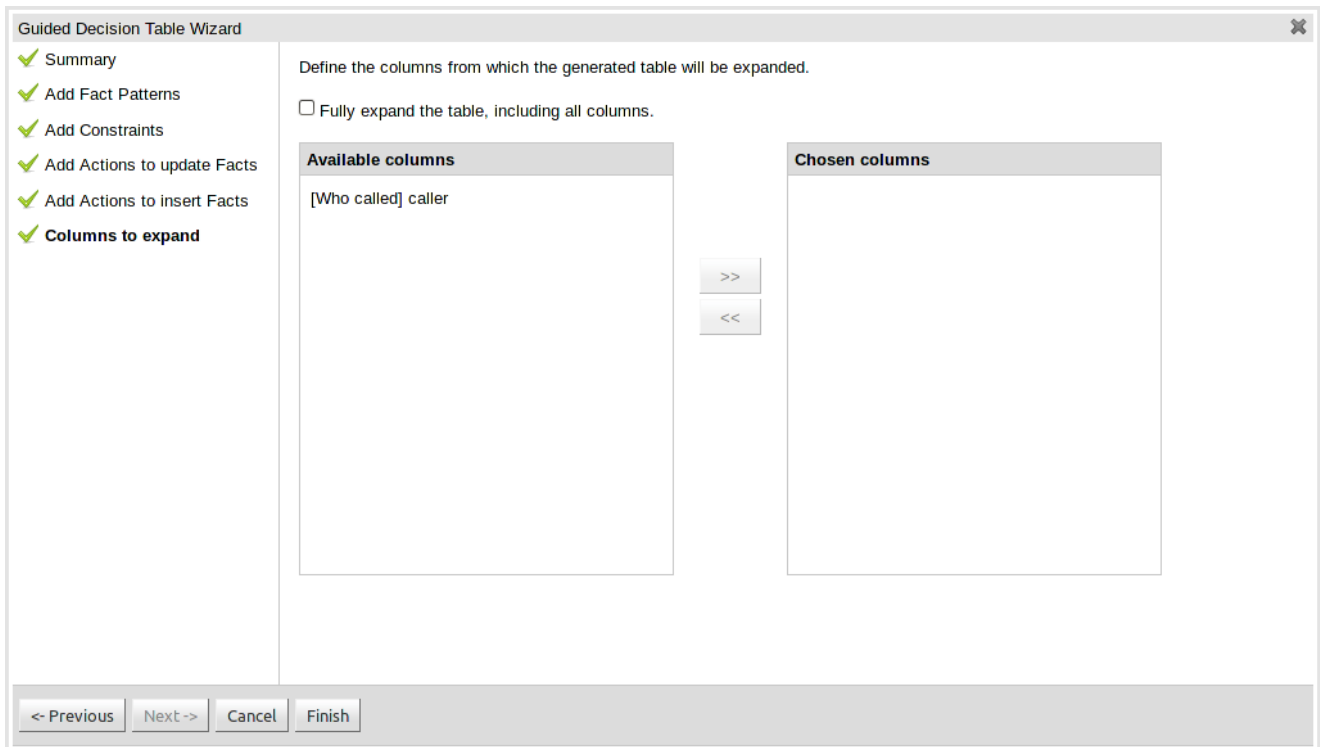 Guided Decision Table Wizard
Summary
Add Fact Patterns
Add Constraints
Add Actions to update Facts
Add Actions to insert Facts
Columns to expand
Define the columns from which the generated table will be expanded.
Fully expand the table, including all columns.
Available columns
[Who called] caller
>>
<<
Chosen columns
<- Previous
Next ->
Cancel
Finish